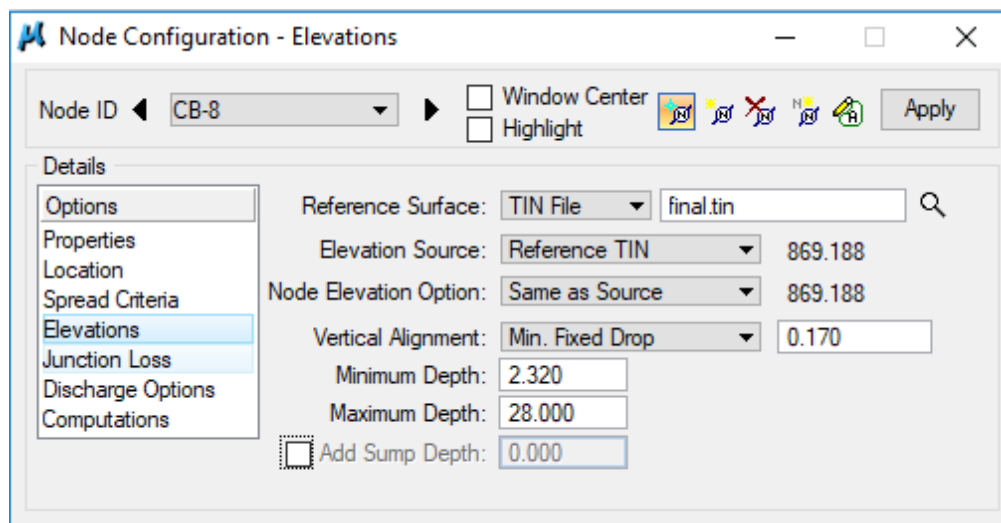 Node Configuration - Elevations
Node ID CB-8 Window Center Apply
Highlight
Details
Options
Properties
Location
Spread Criteria
Elevations
Junction Loss
Discharge Options
Computations
Reference Surface: TIN File final.tin
Elevation Source: Reference TIN 869.188
Node Elevation Option: Same as Source 869.188
Vertical Alignment: Min. Fixed Drop 0.170
Minimum Depth: 2.320
Maximum Depth: 28.000
Add Sump Depth: 0.000